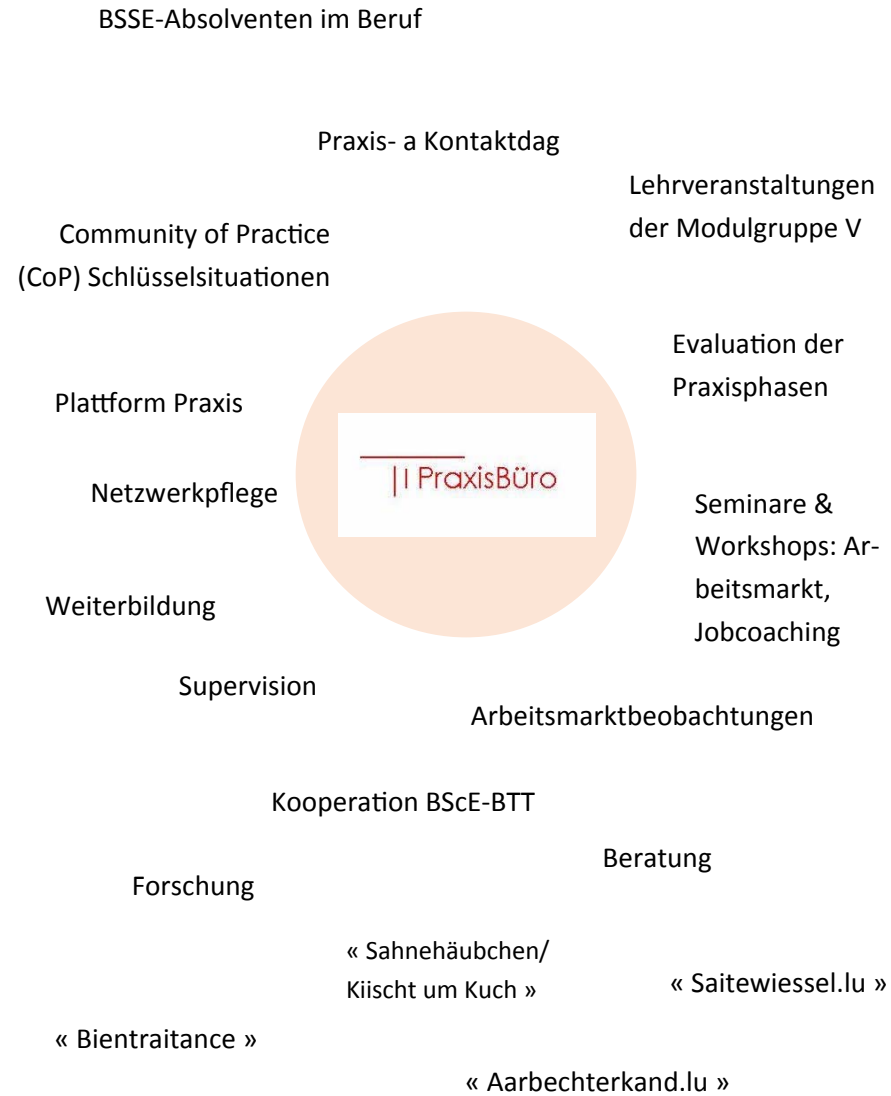 BSSE-Absolventen im Beruf
Praxis- a Kontaktdag
Lehrveranstaltungen
der Modulgruppe V
Community of Practice
(CoP) Schlüsselsituationen
Evaluation der
Praxisphasen
Plattform Praxis
|| PraxisBüro
Netzwerkpflege
Seminare &
Workshops: Ar-
beitsmarkt,
Jobcoaching
Weiterbildung
Supervision
Arbeitsmarktbeobachtungen
Kooperation BScE-BTT
Beratung
Forschung
« Sahnehäubchen/
Kiischt um Kuch »
« Saitewiessel.lu »
« Bientraitance »
« Aarbechterkand.lu »